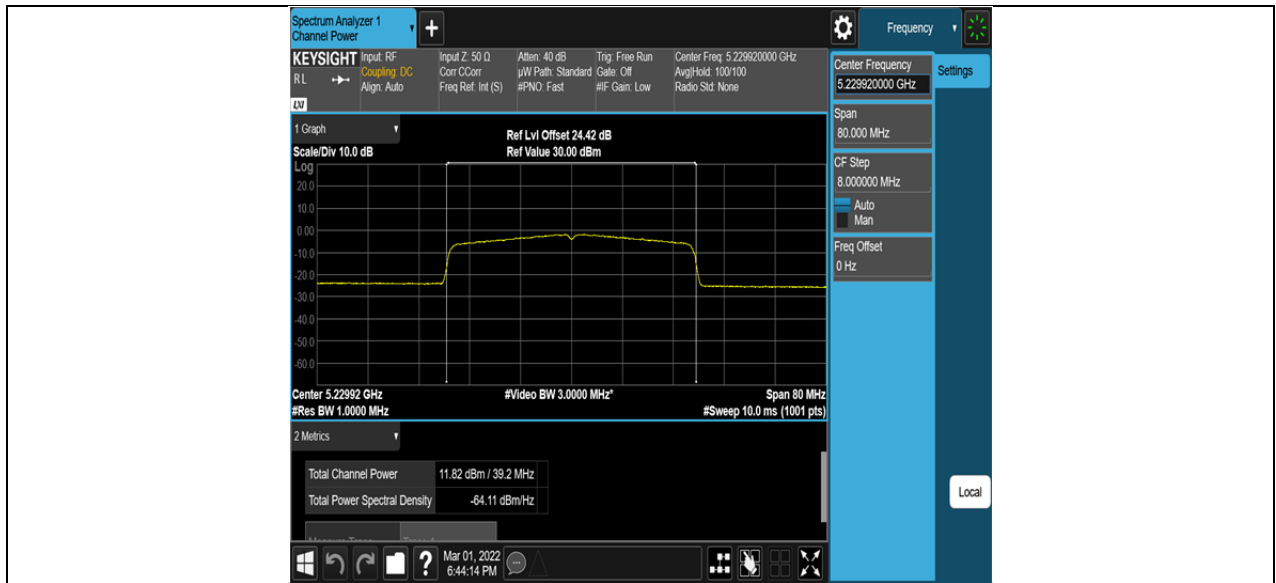 Spectrum Analyzer 1
Channel Power
+
Frequency
KEYSIGHT
RL
LXI
Input: RF
Coupling: DC
Align: Auto
Input Z: 50 Ω
Corr CCorr
Freq Ref: Int (S)
Atten: 40 dB
µW Path: Standard
#PNO: Fast
Trig: Free Run
Gate: Off
#IF Gain: Low
Center Freq: 5.229920000 GHz
Avg|Hold: 100/100
Radio Std: None
Center Frequency
5.229920000 GHz
Settings
Span
80.000 MHz
CF Step
8.000000 MHz
Auto
Man
Freq Offset
0 Hz
Local
1 Graph
Scale/Div 10.0 dB
Ref Lvl Offset 24.42 dB
Ref Value 30.00 dBm
Log
20.0
10.0
0.00
-10.0
-20.0
-30.0
-40.0
-50.0
-60.0
Center 5.22992 GHz
#Video BW 3.0000 MHz*
Span 80 MHz
#Res BW 1.0000 MHz
#Sweep 10.0 ms (1001 pts)
2 Metrics
Total Channel Power 11.82 dBm / 39.2 MHz
Total Power Spectral Density -64.11 dBm/Hz
?
Mar 01, 2022
6:44:14 PM